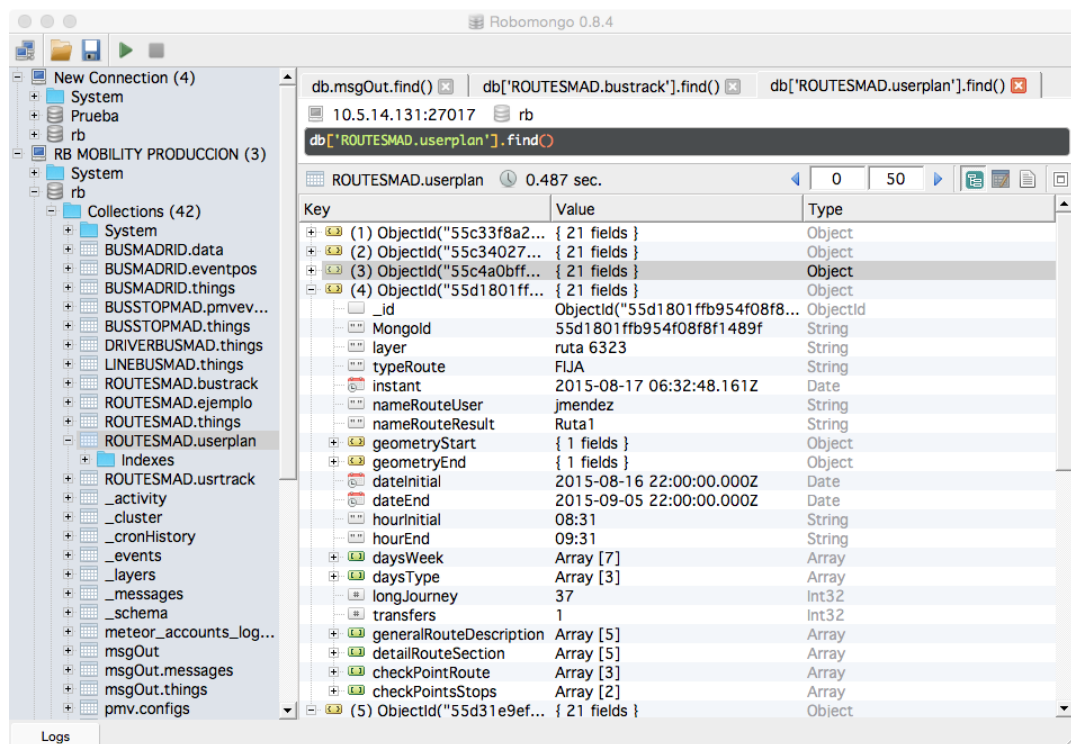 Robomongo 0.8.4
New Connection (4)
System
Prueba
rb
RB MOBILITY PRODUCCION (3)
System
rb
Collections (42)
System
BUSMADRID.data
BUSMADRID.eventpos
BUSMADRID.things
BUSSTOPMAD.pmvev...
BUSSTOPMAD.things
DRIVERBUSMAD.things
LINEBUSMAD.things
ROUTESMAD.bustrack
ROUTESMAD.ejemplo
ROUTESMAD.things
ROUTESMAD.userplan
Indexes
ROUTESMAD.usrtrack
_activity
_cluster
_cronHistory
_events
_layers
_messages
_schema
meteor_accounts_log...
msgOut
msgOut.messages
msgOut.things
pmv.configs
db.msgOut.find() db['ROUTESMAD.bustrack'].find() db['ROUTESMAD.userplan'].find()
10.5.14.131:27017 rb
db['ROUTESMAD.userplan'].find()
ROUTESMAD.userplan 0.487 sec. 0 50
Key Value Type
(1) ObjectId("55c33f8a2... { 21 fields } Object
(2) ObjectId("55c34027... { 21 fields } Object
(3) ObjectId("55c4a0bff... { 21 fields } Object
(4) ObjectId("55d1801ff... { 21 fields } Object
_id ObjectId("55d1801ffb954f08f8... ObjectId
MongoId 55d1801ffb954f08f8f1489f String
layer ruta 6323 String
typeRoute FIJA String
instant 2015-08-17 06:32:48.161Z Date
nameRouteUser jmendez String
nameRouteResult Ruta1 String
geometryStart { 1 fields } Object
geometryEnd { 1 fields } Object
dateInitial 2015-08-16 22:00:00.000Z Date
dateEnd 2015-09-05 22:00:00.000Z Date
hourInitial 08:31 String
hourEnd 09:31 String
daysWeek Array [7] Array
daysType Array [3] Array
longJourney 37 Int32
transfers 1 Int32
generalRouteDescription Array [5] Array
detailRouteSection Array [5] Array
checkPointRoute Array [3] Array
checkPointsStops Array [2] Array
(5) ObjectId("55d31e9ef... { 21 fields } Object
Logs